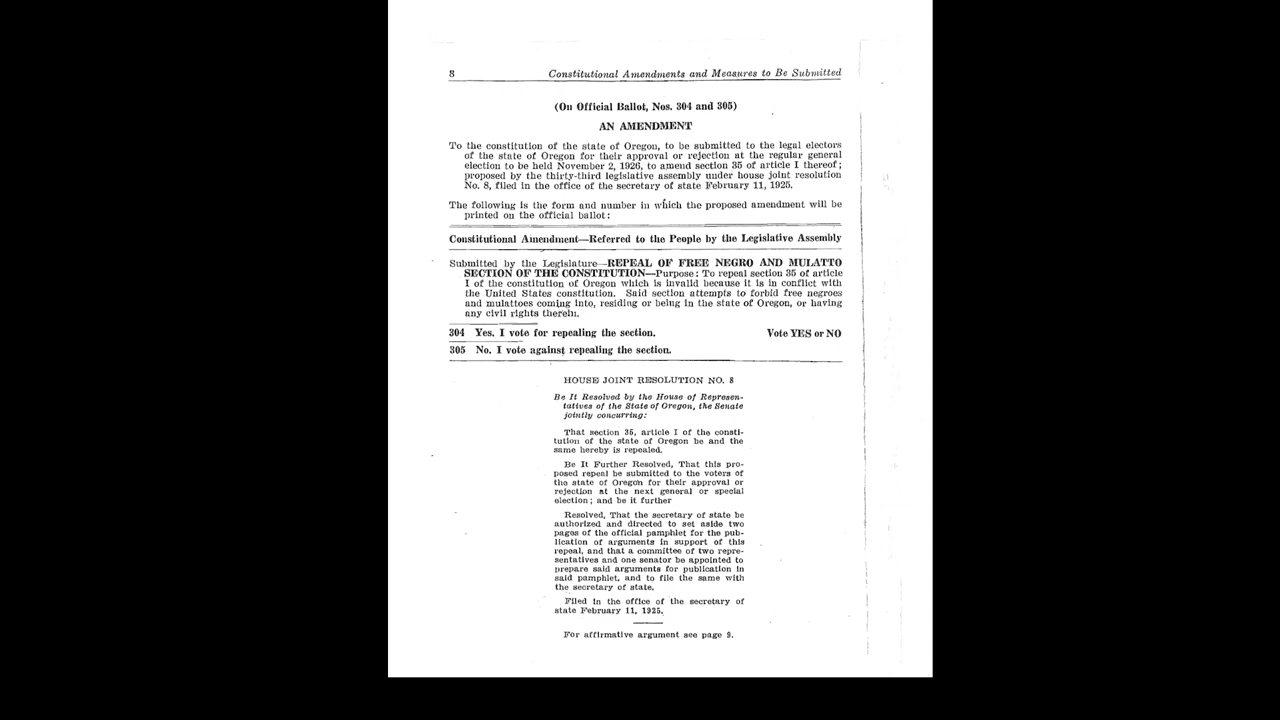 8 Constitutional Amendments and Measures to Be Submitted
(On Official Ballot, Nos. 304 and 305)
AN AMENDMENT
To the constitution of the state of Oregon, to be submitted to the legal electors
of the state of Oregon for their approval or rejection at the regular general
election to be held November 2, 1926, to amend section 35 of article I thereof;
proposed by the thirty-third legislative assembly under house joint resolution
No. 8, filed in the office of the secretary of state February 11, 1925.
The following is the form and number in which the proposed amendment will be
printed on the official ballot:
Constitutional Amendment—Referred to the People by the Legislative Assembly
Submitted by the Legislature—REPEAL OF FREE NEGRO AND MULATTO
SECTION OF THE CONSTITUTION—Purpose: To repeal section 35 of article
I of the constitution of Oregon which is invalid because it is in conflict with
the United States constitution. Said section attempts to forbid free negroes
and mulattoes coming into, residing or being in the state of Oregon, or having
any civil rights therein.
304 Yes. I vote for repealing the section. Vote YES or NO
305 No. I vote against repealing the section.
HOUSE JOINT RESOLUTION NO. 8
Be It Resolved by the House of Represen-
tatives of the State of Oregon, the Senate
jointly concurring:
That section 35, article I of the consti-
tution of the state of Oregon be and the
same hereby is repealed.
Be It Further Resolved, That this pro-
posed repeal be submitted to the voters of
the state of Oregon for their approval or
rejection at the next general or special
election; and be it further
Resolved, That the secretary of state be
authorized and directed to set aside two
pages of the official pamphlet for the pub-
lication of arguments in support of this
repeal, and that a committee of two repre-
sentatives and one senator be appointed to
prepare said arguments for publication in
said pamphlet, and to file the same with
the secretary of state.
Filed in the office of the secretary of
state February 11, 1925.
For affirmative argument see page 9.